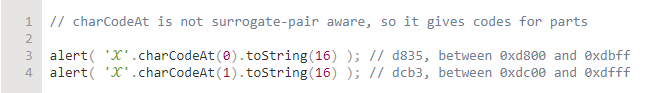 1 // charCodeAt is not surrogate-pair aware, so it gives codes for parts
2
3 alert( '𝒳'.charCodeAt(0).toString(16) ); // d835, between 0xd800 and 0xdbff
4 alert( '𝒳'.charCodeAt(1).toString(16) ); // dcb3, between 0xdc00 and 0xdfff